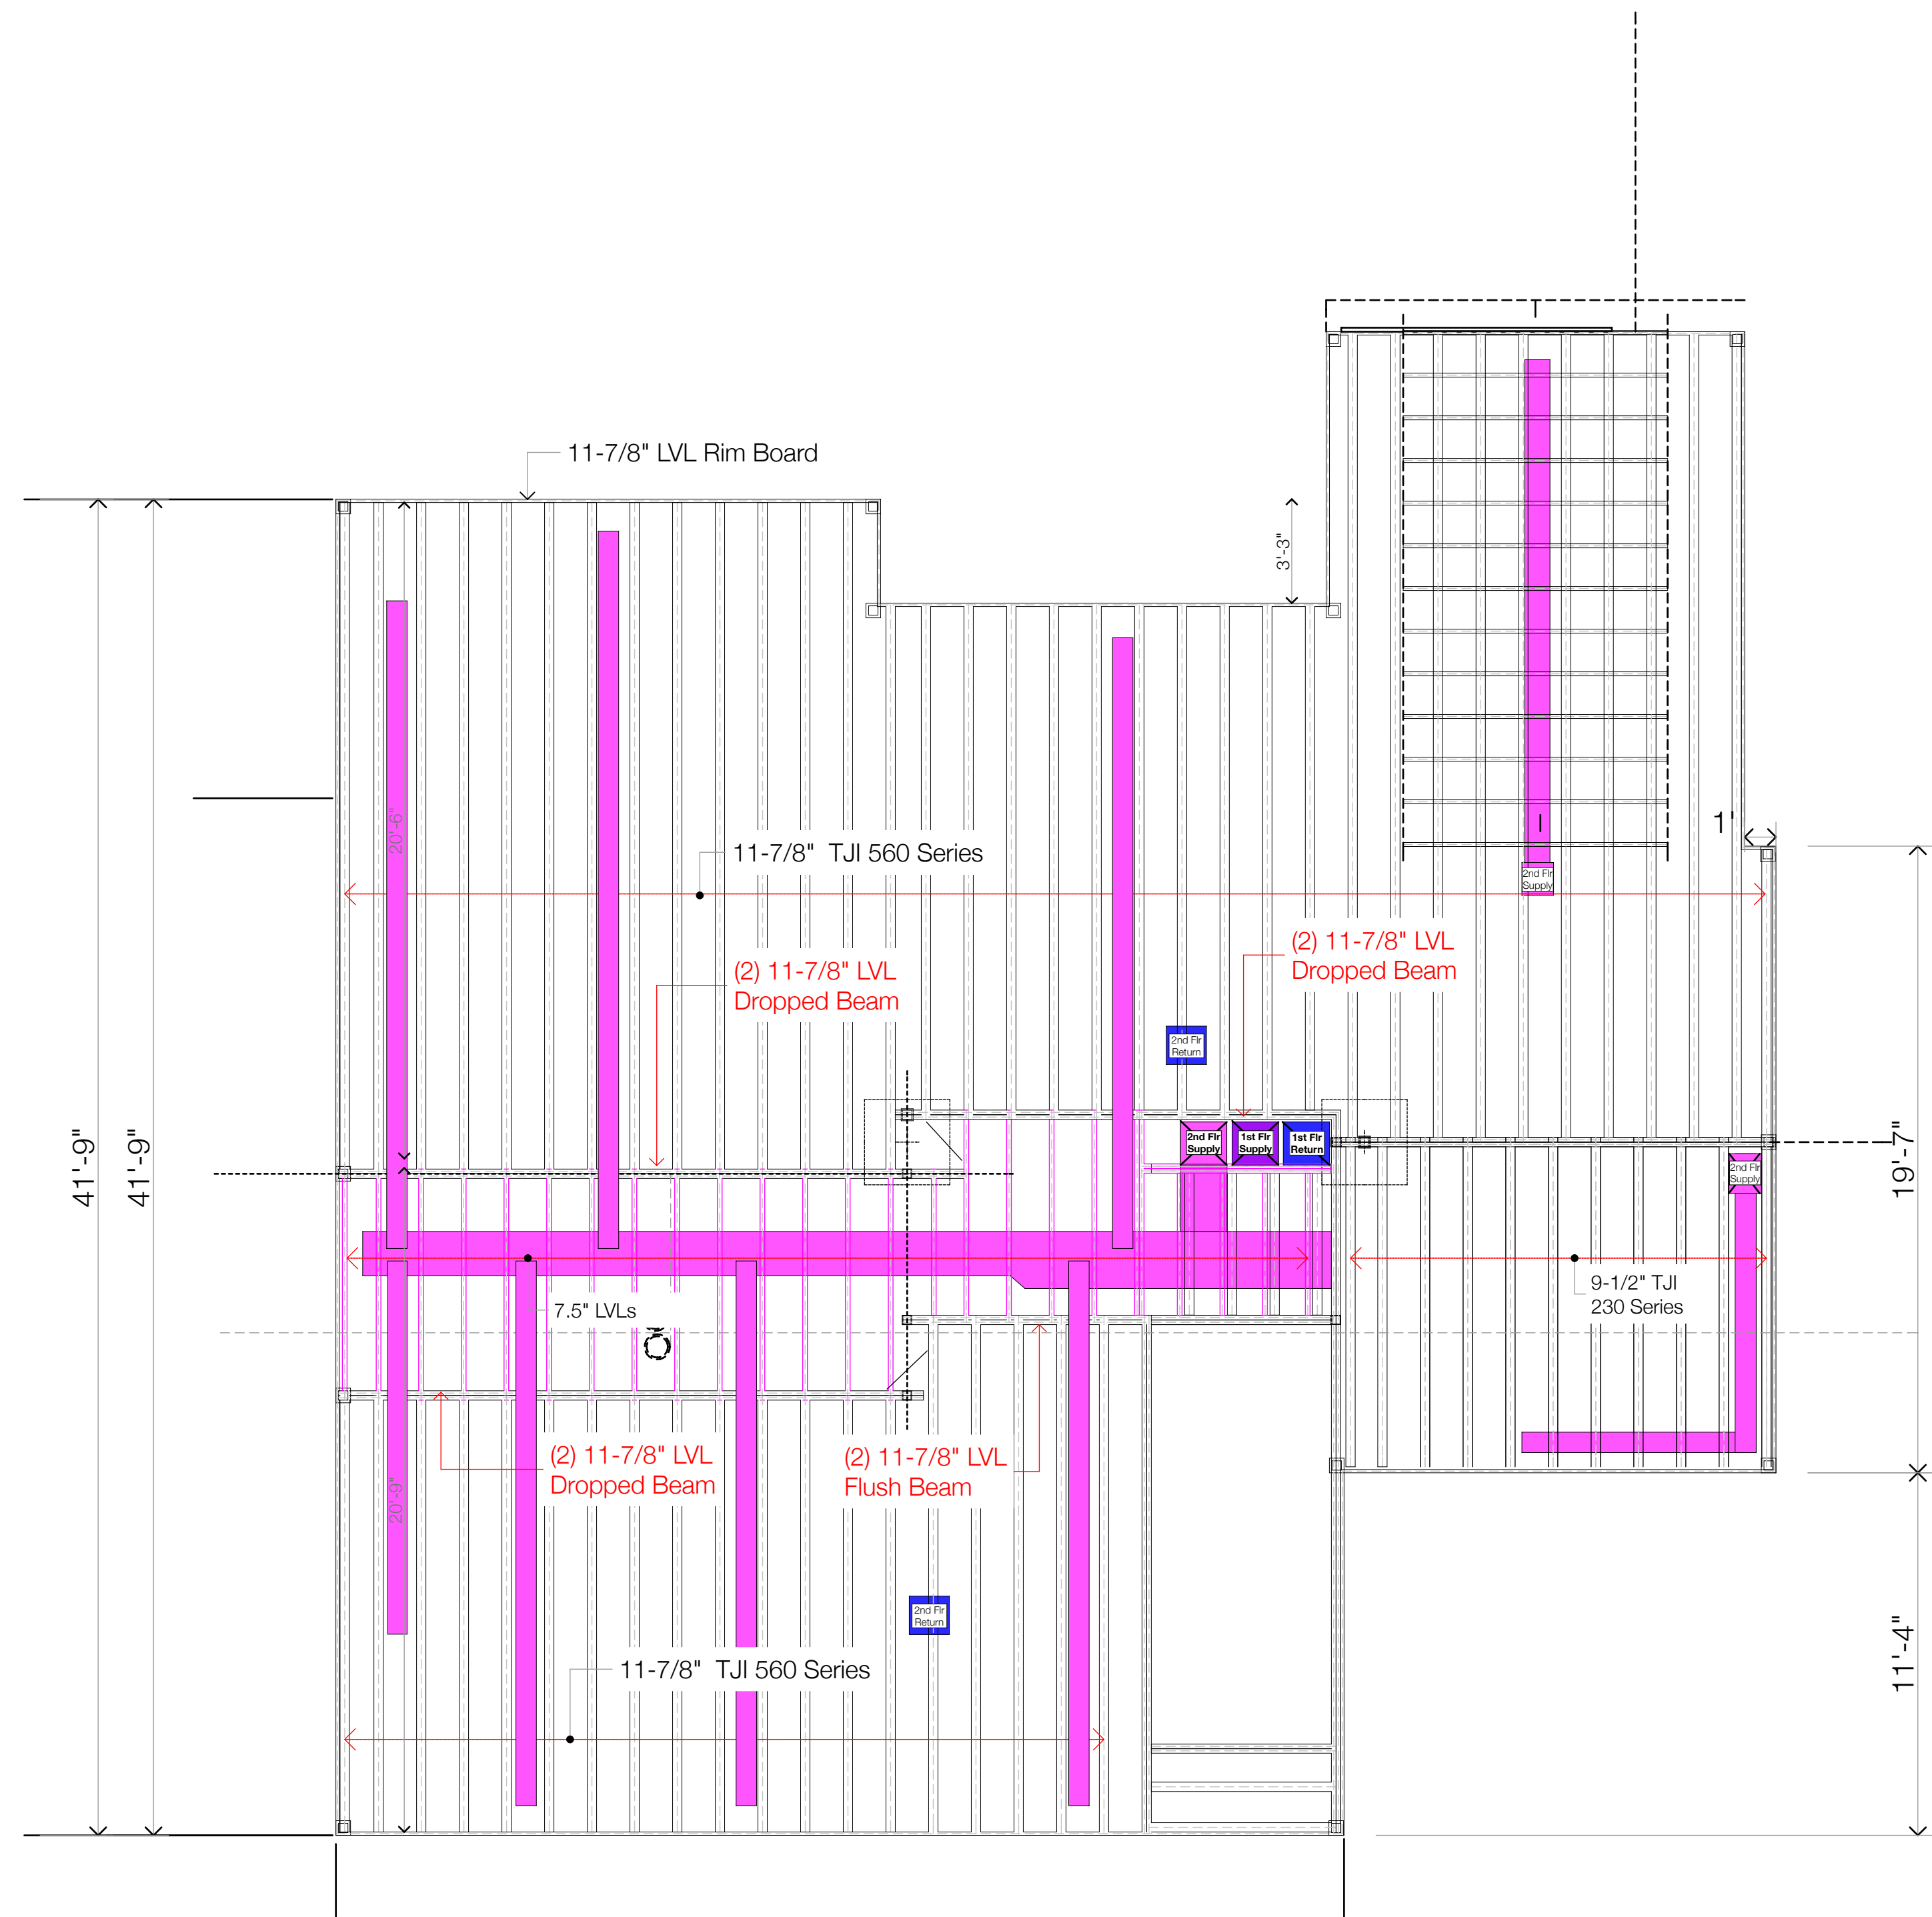 11-7/8" LVL Rim Board
3'-3"
20'-6"
1'
11-7/8"  TJI 560 Series
2nd Flr
Supply
(2) 11-7/8" LVL
Dropped Beam
(2) 11-7/8" LVL
Dropped Beam
2nd Flr
Return
2nd Flr
Supply
1st Flr
Supply
1st Flr
Return
2nd Flr
Supply
41'-9"
41'-9"
19'-7"
7.5" LVLs
9-1/2" TJI
230 Series
(2) 11-7/8" LVL
Dropped Beam
(2) 11-7/8" LVL
Flush Beam
20'-9"
2nd Flr
Return
11'-4"
11-7/8"  TJI 560 Series